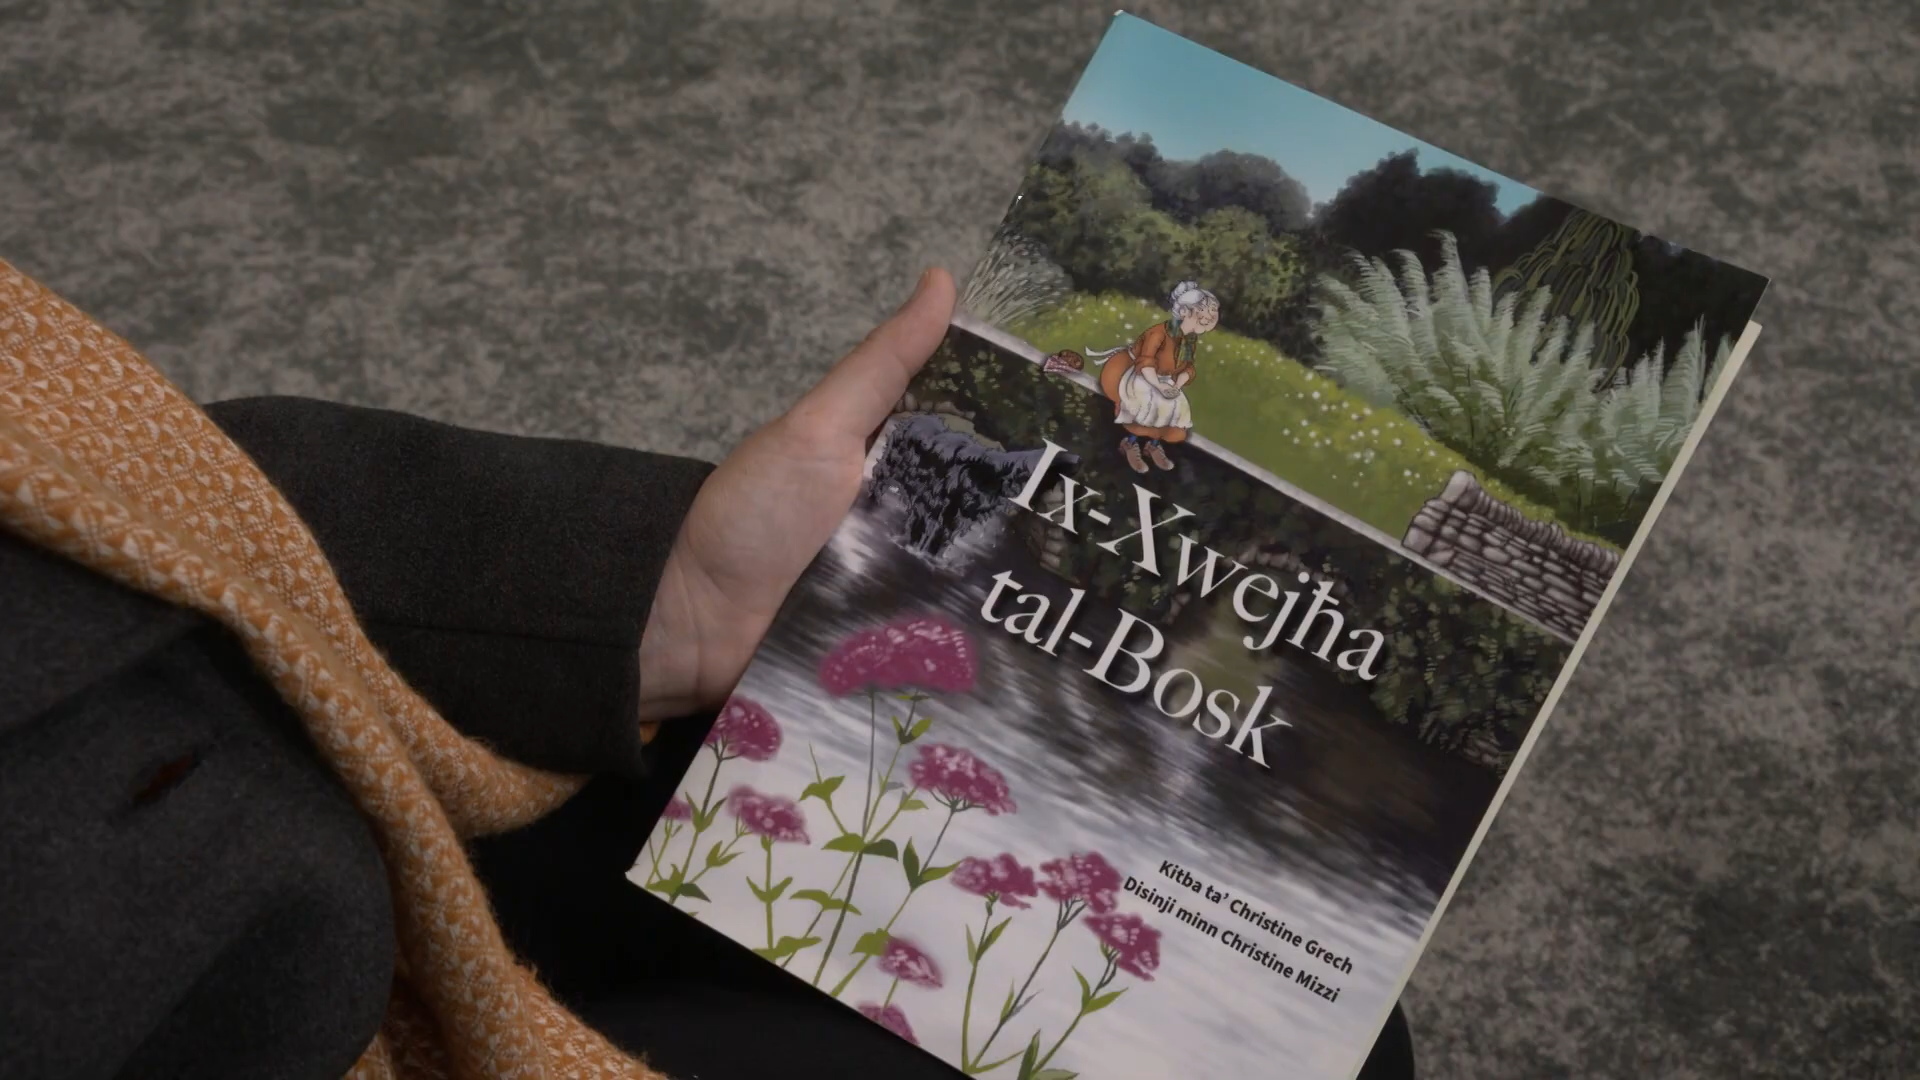 Ix-Xwejħa
tal-Bosk
Kitba ta’ Christine Grech
Disinji minn Christine Mizzi